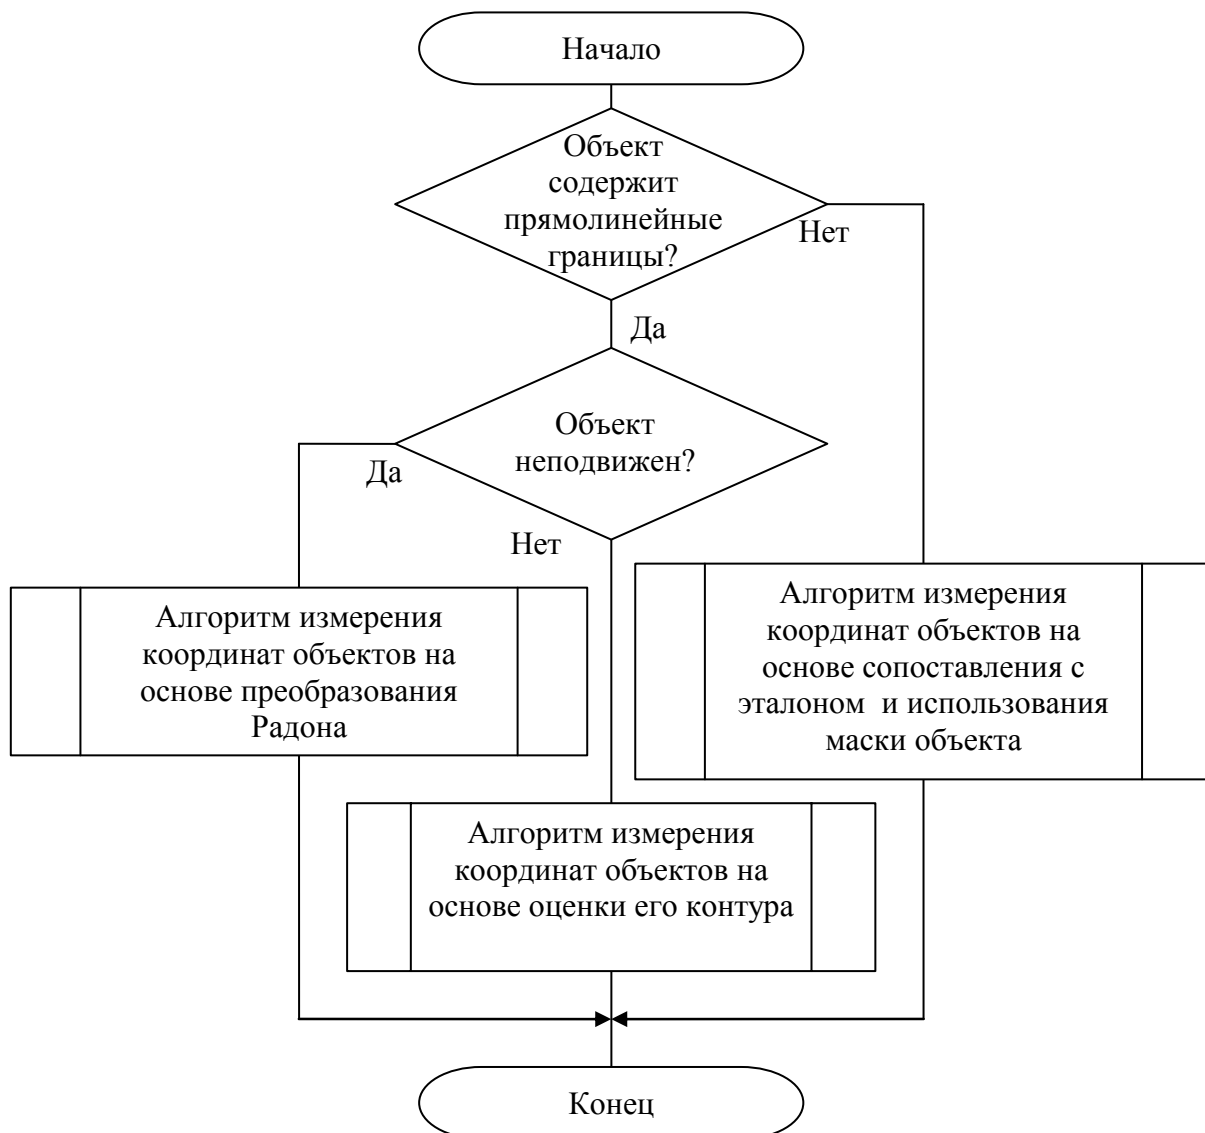 Начало
Объект
содержит
прямолинейные
границы?
Нет
Да
Объект
неподвижен?
Да
Нет
Алгоритм измерения
координат объектов на
основе преобразования
Радона
Алгоритм измерения
координат объектов на
основе сопоставления с
эталоном и использования
маски объекта
Алгоритм измерения
координат объектов на
основе оценки его контура
Конец